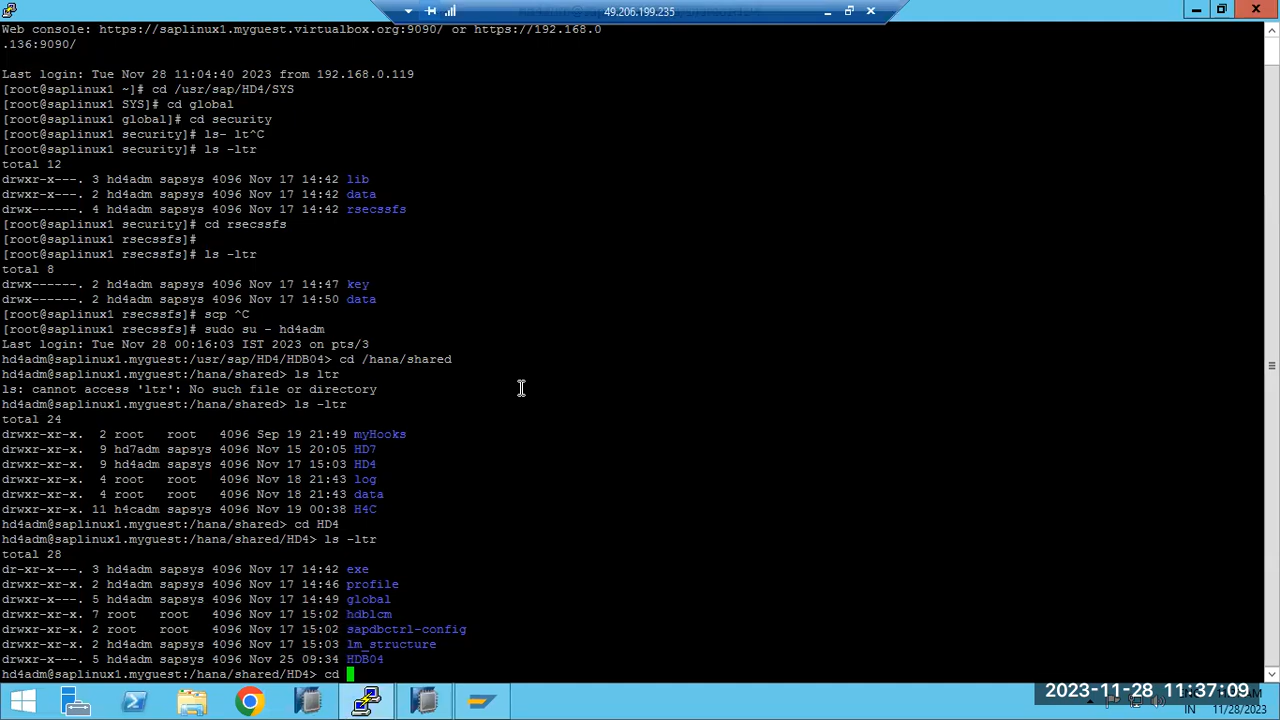 49.206.199.235
Web console: https://saplinux1.myguest.virtualbox.org:9090/ or https://192.168.0
.136:9090/
Last login: Tue Nov 28 11:04:40 2023 from 192.168.0.119
[root@saplinux1 ~]# cd /usr/sap/HD4/SYS
[root@saplinux1 SYS]# cd global
[root@saplinux1 global]# cd security
[root@saplinux1 security]# ls- lt^C
[root@saplinux1 security]# ls -ltr
total 12
drwxr-x---. 3 hd4adm sapsys 4096 Nov 17 14:42 lib
drwxr-x---. 2 hd4adm sapsys 4096 Nov 17 14:42 data
drwx------. 4 hd4adm sapsys 4096 Nov 17 14:42 rsecssfs
[root@saplinux1 security]# cd rsecssfs
[root@saplinux1 rsecssfs]#
[root@saplinux1 rsecssfs]# ls -ltr
total 8
drwx------. 2 hd4adm sapsys 4096 Nov 17 14:47 key
drwx------. 2 hd4adm sapsys 4096 Nov 17 14:50 data
[root@saplinux1 rsecssfs]# scp ^C
[root@saplinux1 rsecssfs]# sudo su - hd4adm
Last login: Tue Nov 28 00:16:03 IST 2023 on pts/3
hd4adm@saplinux1.myguest:/usr/sap/HD4/HDB04> cd /hana/shared
hd4adm@saplinux1.myguest:/hana/shared> ls ltr
ls: cannot access 'ltr': No such file or directory
hd4adm@saplinux1.myguest:/hana/shared> ls -ltr
total 24
drwxr-xr-x. 2 root root 4096 Sep 19 21:49 myHooks
drwxr-xr-x. 9 hd7adm sapsys 4096 Nov 15 20:05 HD7
drwxr-xr-x. 9 hd4adm sapsys 4096 Nov 17 15:03 HD4
drwxr-xr-x. 4 root root 4096 Nov 18 21:43 log
drwxr-xr-x. 4 root root 4096 Nov 18 21:43 data
drwxr-xr-x. 11 h4cadm sapsys 4096 Nov 19 00:38 H4C
hd4adm@saplinux1.myguest:/hana/shared> cd HD4
hd4adm@saplinux1.myguest:/hana/shared/HD4> ls -ltr
total 28
dr-xr-x---. 3 hd4adm sapsys 4096 Nov 17 14:42 exe
drwxr-xr-x. 2 hd4adm sapsys 4096 Nov 17 14:46 profile
drwxr-x---. 5 hd4adm sapsys 4096 Nov 17 14:49 global
drwxr-xr-x. 7 root root 4096 Nov 17 15:02 hdblcm
drwxr-xr-x. 2 root root 4096 Nov 17 15:02 sapdbctrl-config
drwxr-xr-x. 2 hd4adm sapsys 4096 Nov 17 15:03 lm_structure
drwxr-x---. 5 hd4adm sapsys 4096 Nov 25 09:34 HDB04
hd4adm@saplinux1.myguest:/hana/shared/HD4> cd
2023-11-28 11:37:09
IN 11/28/2023